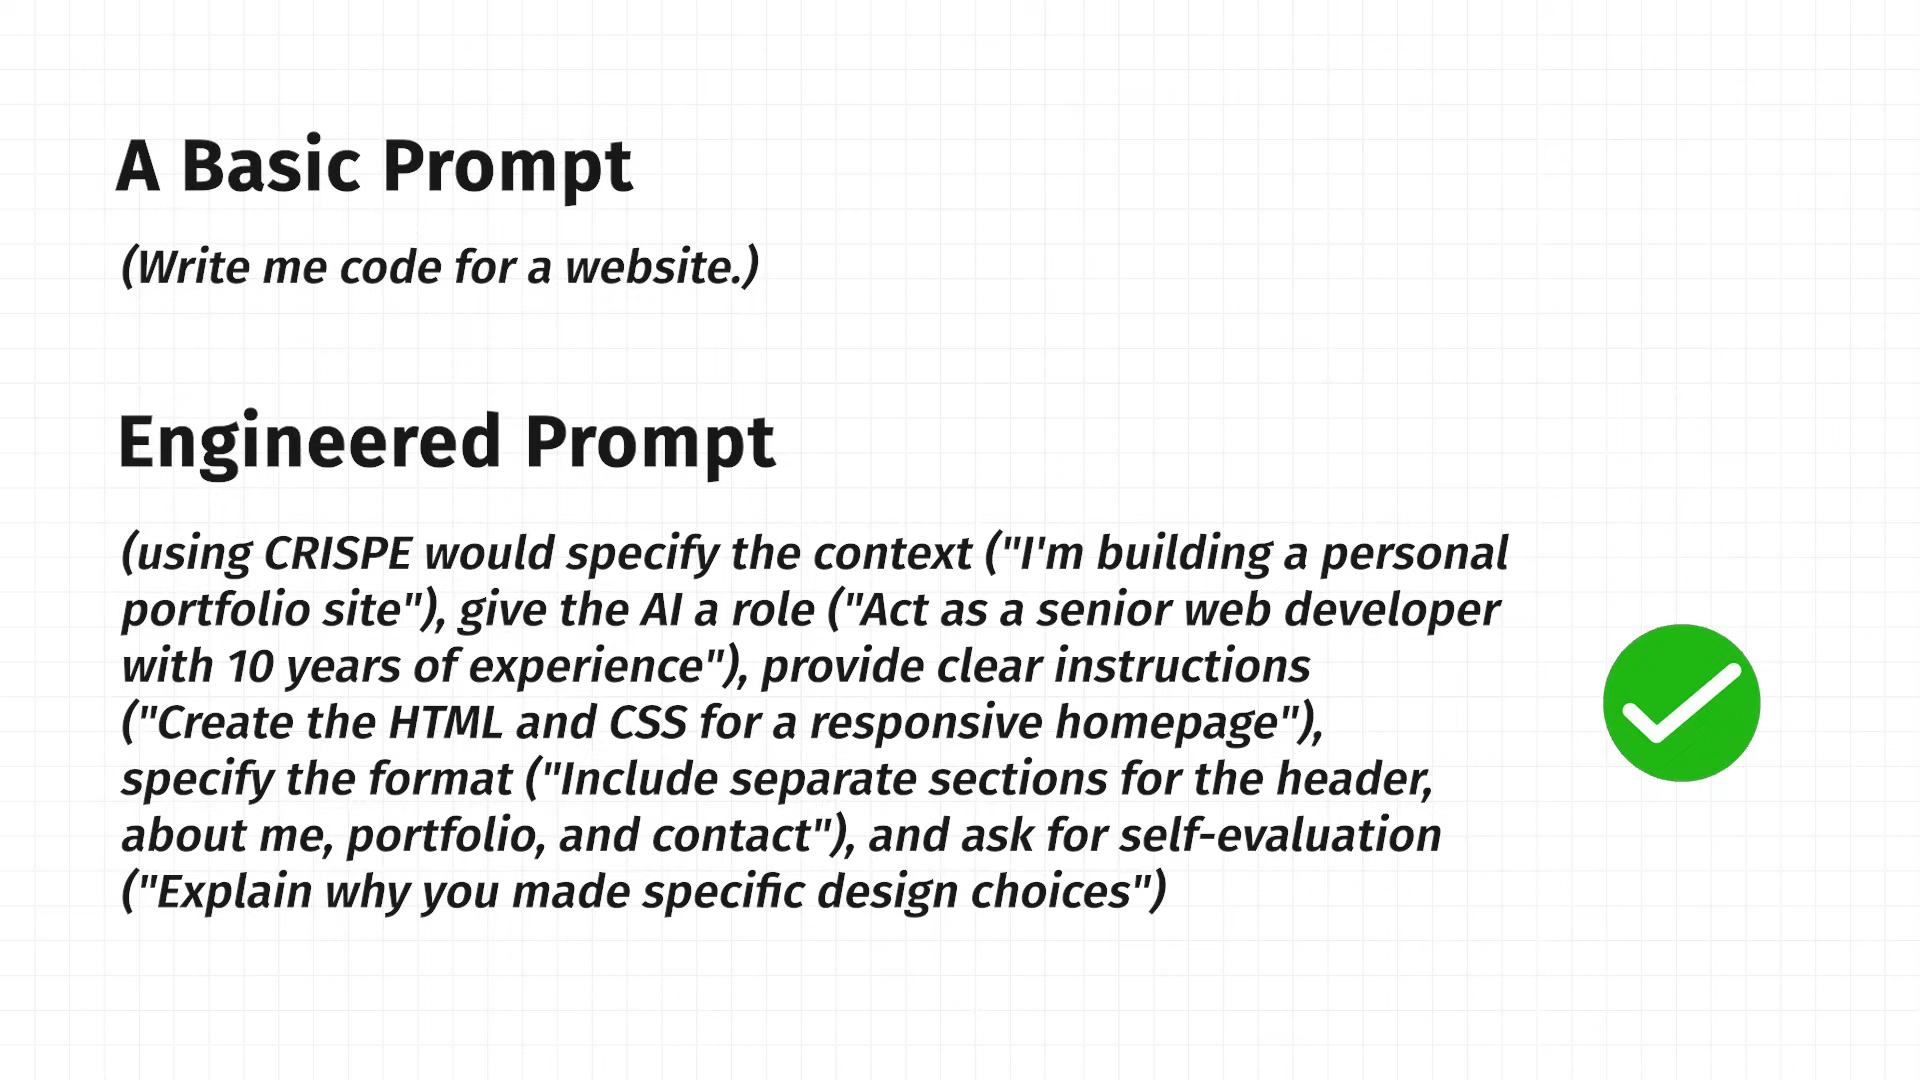 A Basic Prompt
(Write me code for a website.)
Engineered Prompt
(using CRISPE would specify the context ("I'm building a personal
portfolio site"), give the AI a role ("Act as a senior web developer
with 10 years of experience"), provide clear instructions
("Create the HTML and CSS for a responsive homepage"),
specify the format ("Include separate sections for the header,
about me, portfolio, and contact"), and ask for self-evaluation
("Explain why you made specific design choices")